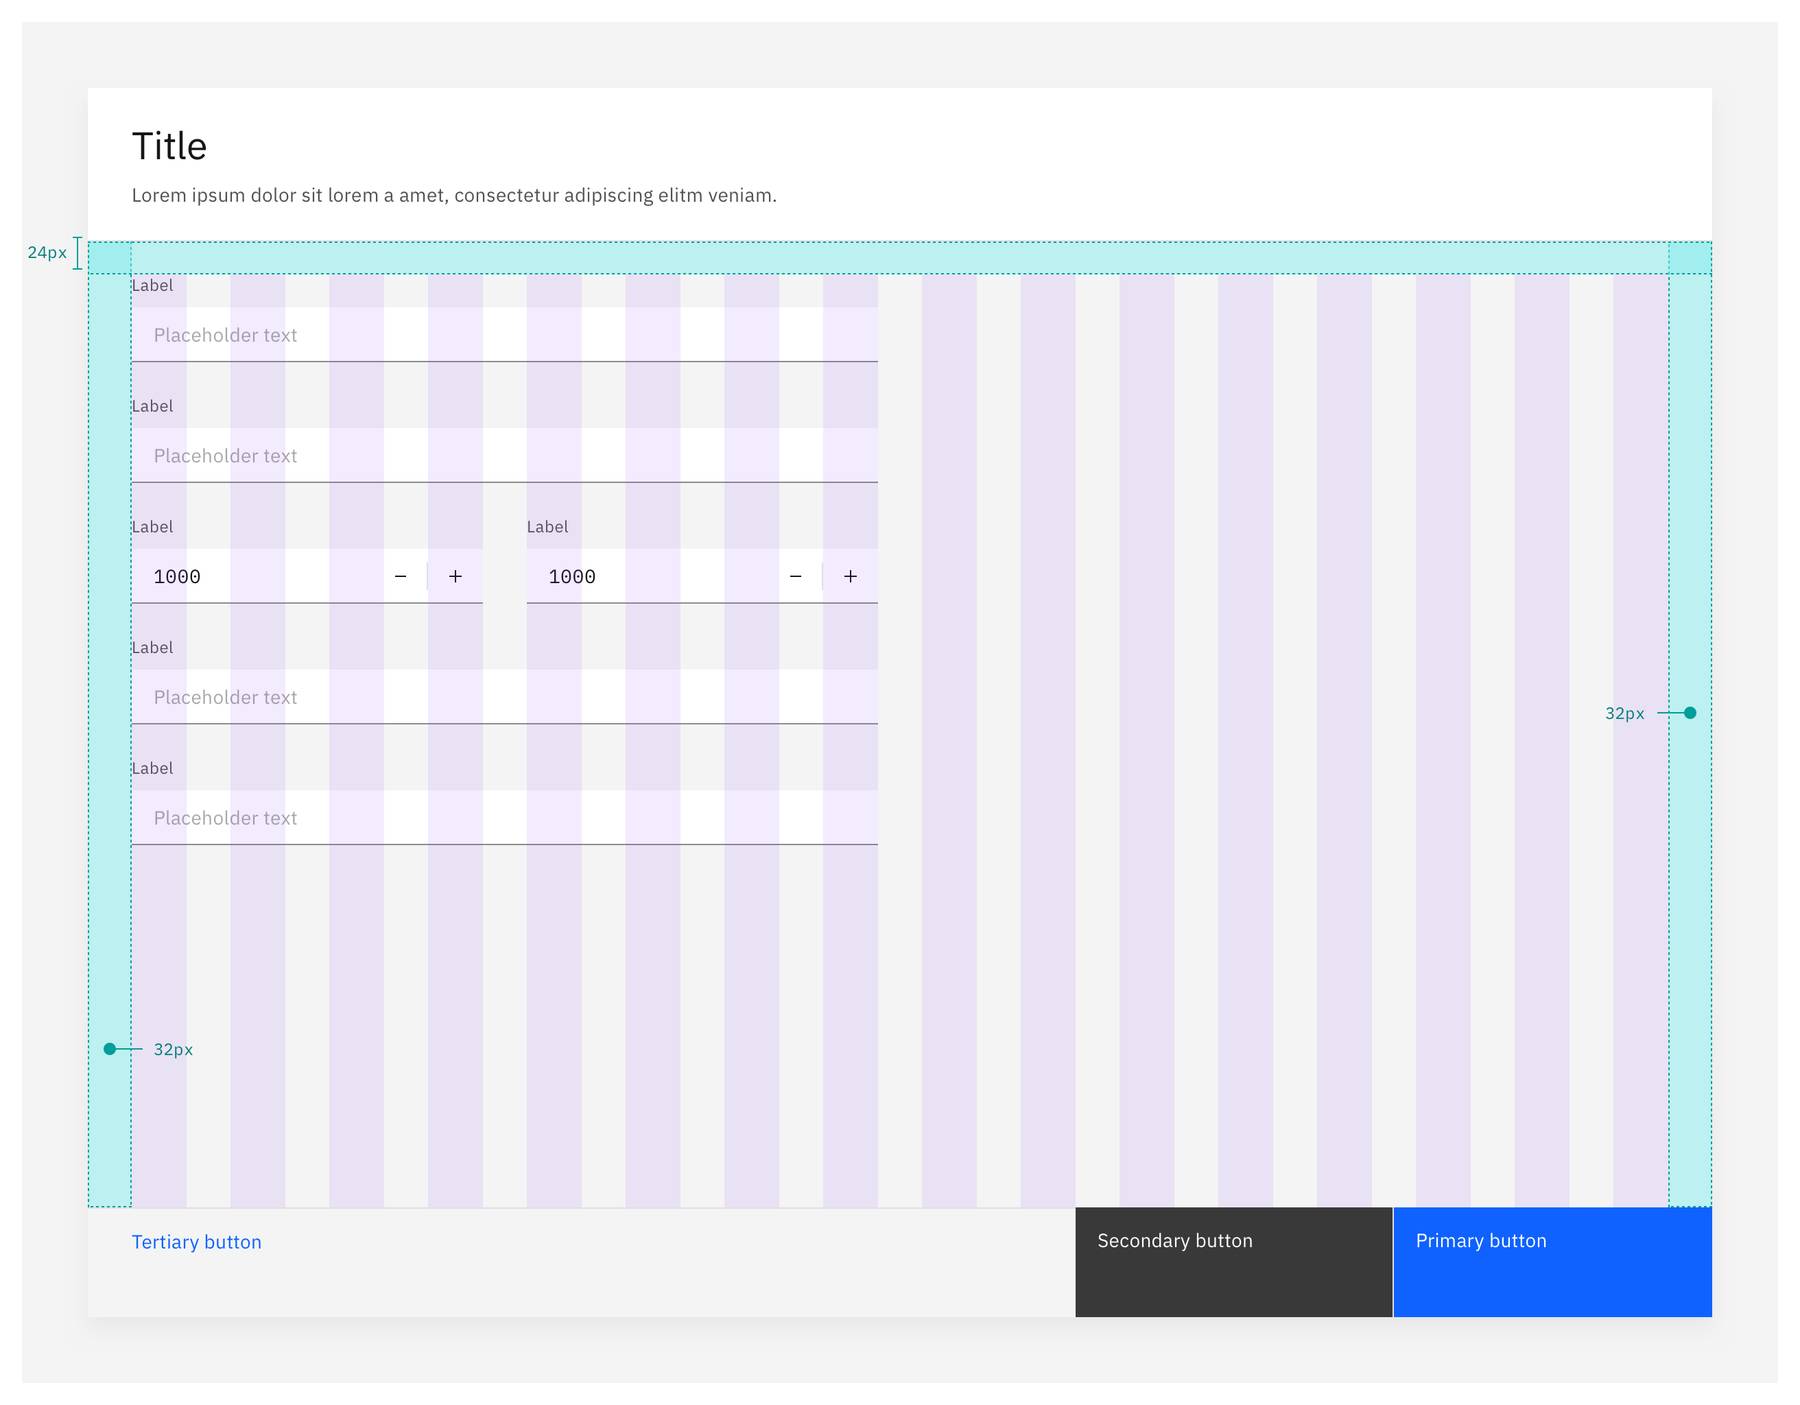 Title
Lorem ipsum dolor sit lorem a amet, consectetur adipiscing elitm veniam.
24px
Label
Placeholder text
Label
Placeholder text
Label
Label
1000
1000
Label
Placeholder text
32px
Label
Placeholder text
32px
Tertiary button
Secondary button
Primary button